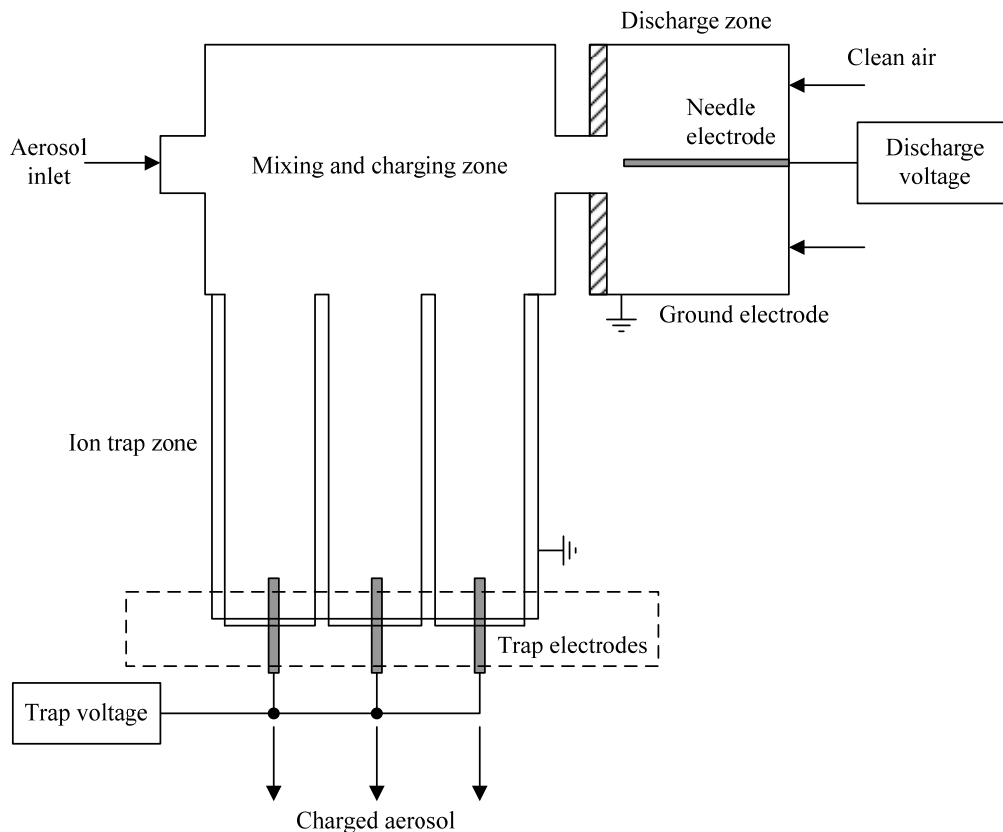 Discharge zone
Clean air
Needle
electrode
Aerosol
inlet
Mixing and charging zone
Discharge
voltage
Ground electrode
Ion trap zone
Trap electrodes
Trap voltage
Charged aerosol